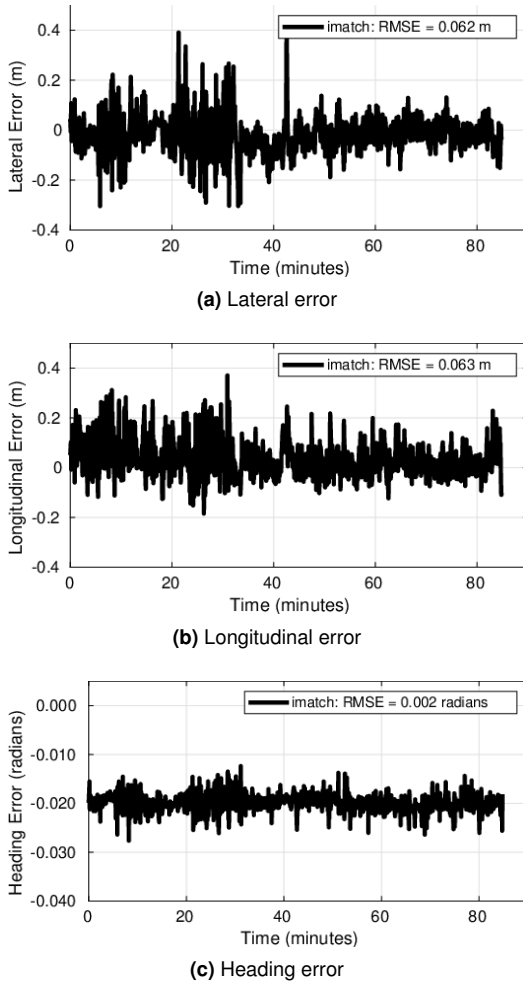 0.4
imatch: RMSE = 0.062 m
0.2
0
-0.2
-0.4
Lateral Error (m)
0 20 40 60 80
Time (minutes)
(a) Lateral error
0.4
imatch: RMSE = 0.063 m
0.2
0
-0.2
-0.4
Longitudinal Error (m)
0 20 40 60 80
Time (minutes)
(b) Longitudinal error
0.000
imatch: RMSE = 0.002 radians
-0.010
-0.020
-0.030
-0.040
Heading Error (radians)
0 20 40 60 80
Time (minutes)
(c) Heading error